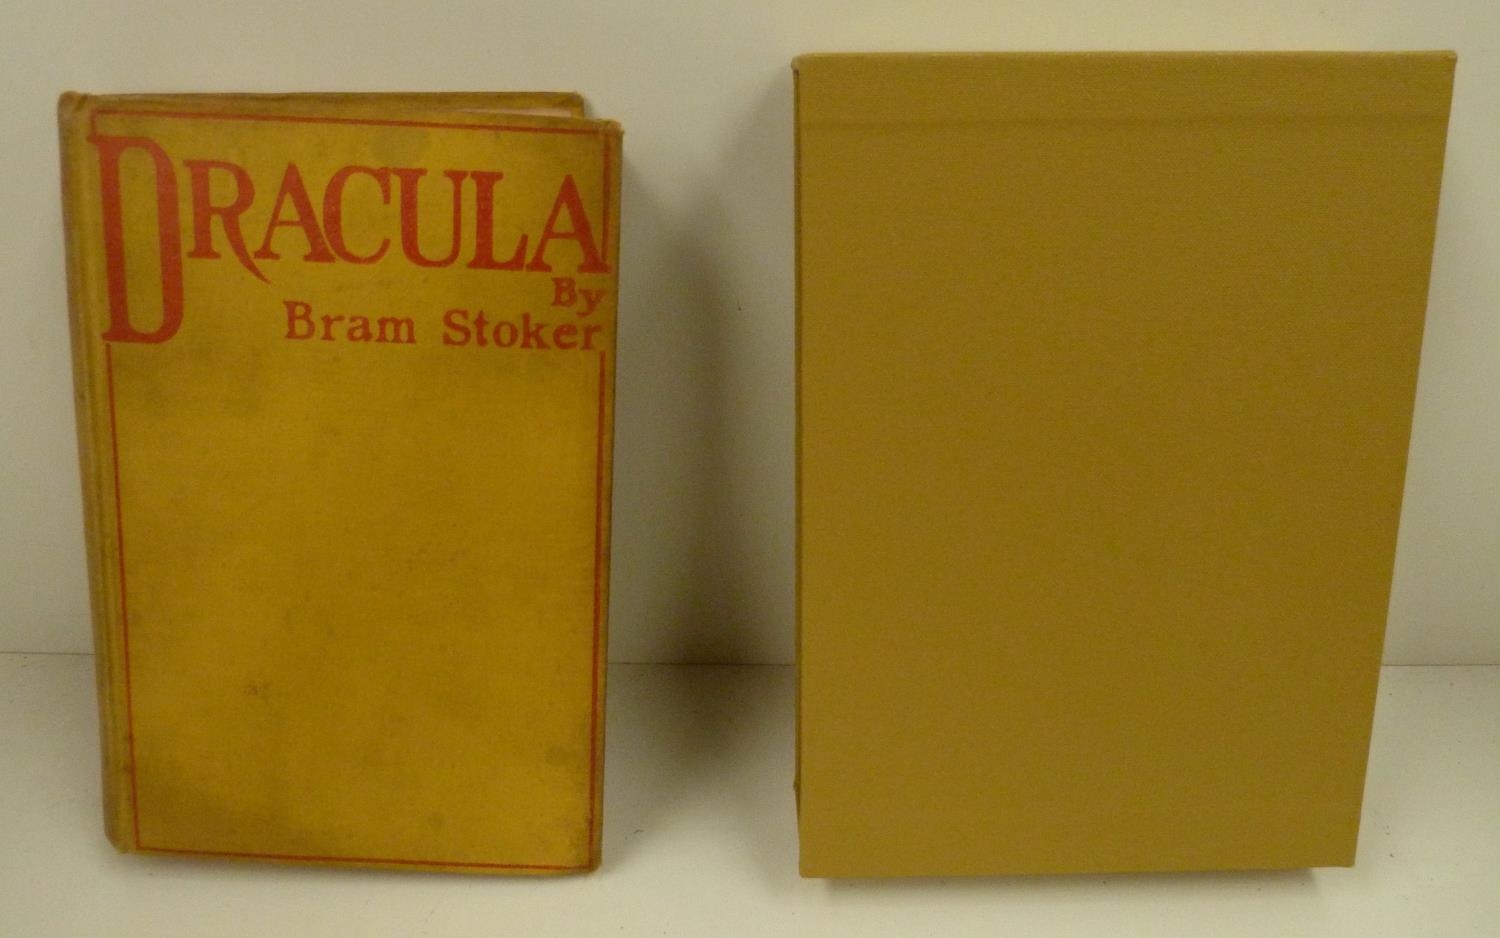 DRACULA
By
Bram Stoker